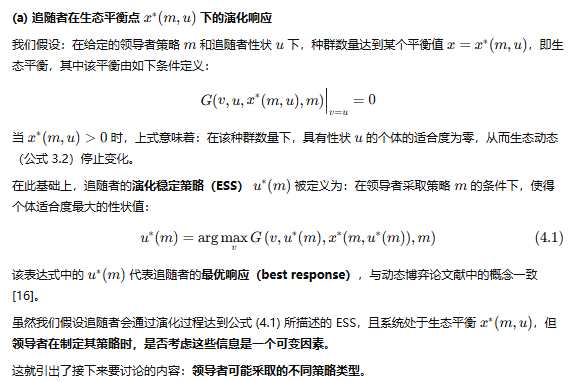 (a) 追随者在生态平衡点 x*(m, u) 下的演化响应
我们假设：在给定的领导者策略 m 和追随者性状 u 下，种群数量达到某个平衡值 x = x*(m, u)，即生
态平衡，其中该平衡由如下条件定义：
G(v, u, x*(m, u), m)|_{v=u} = 0
当 x*(m, u) > 0 时，上式意味着：在该种群数量下，具有性状 u 的个体的适合度为零，从而生态动态
（公式 3.2）停止变化。
在此基础上，追随者的演化稳定策略（ESS） u*(m) 被定义为：在领导者采取策略 m 的条件下，使得
个体适合度最大的性状值：
u*(m) = arg max_v G (v, u*(m), x*(m, u*(m)), m) (4.1)
该表达式中的 u*(m) 代表追随者的最优响应（best response），与动态博弈论文献中的概念一致
[16]。
虽然我们假设追随者会通过演化过程达到公式 (4.1) 所描述的 ESS，且系统处于生态平衡 x*(m, u)，但
领导者在制定其策略时，是否考虑这些信息是一个可变因素。
这就引出了接下来要讨论的内容：领导者可能采取的不同策略类型。